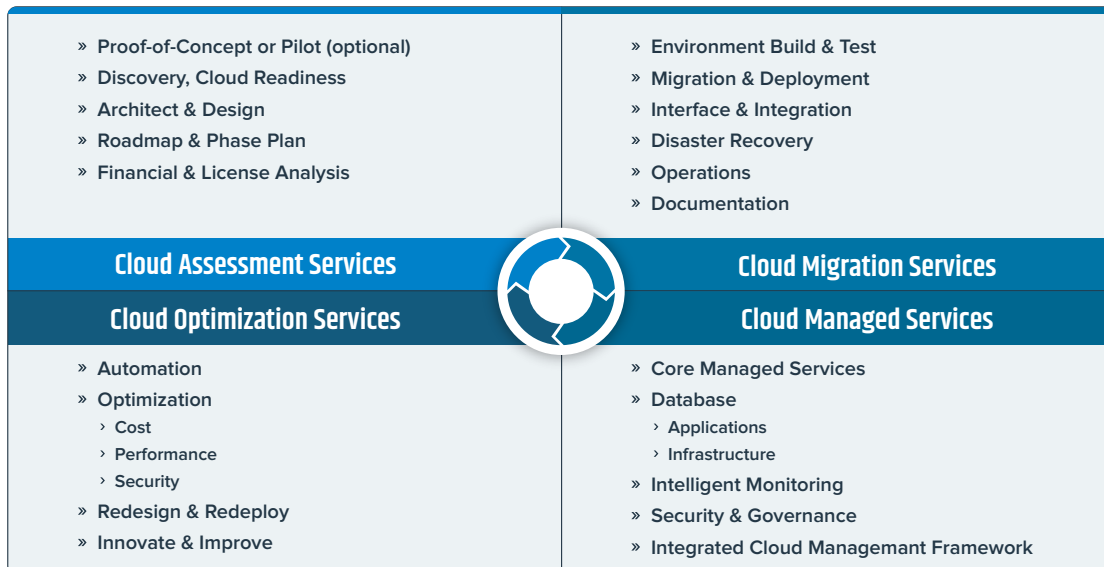 » Proof-of-Concept or Pilot (optional)
» Discovery, Cloud Readiness
» Architect & Design
» Roadmap & Phase Plan
» Financial & License Analysis
» Environment Build & Test
» Migration & Deployment
» Interface & Integration
» Disaster Recovery
» Operations
» Documentation
Cloud Assessment Services
Cloud Migration Services
Cloud Optimization Services
Cloud Managed Services
» Automation
» Optimization
› Cost
› Performance
› Security
» Redesign & Redeploy
» Innovate & Improve
» Core Managed Services
» Database
› Applications
› Infrastructure
» Intelligent Monitoring
» Security & Governance
» Integrated Cloud Managemant Framework